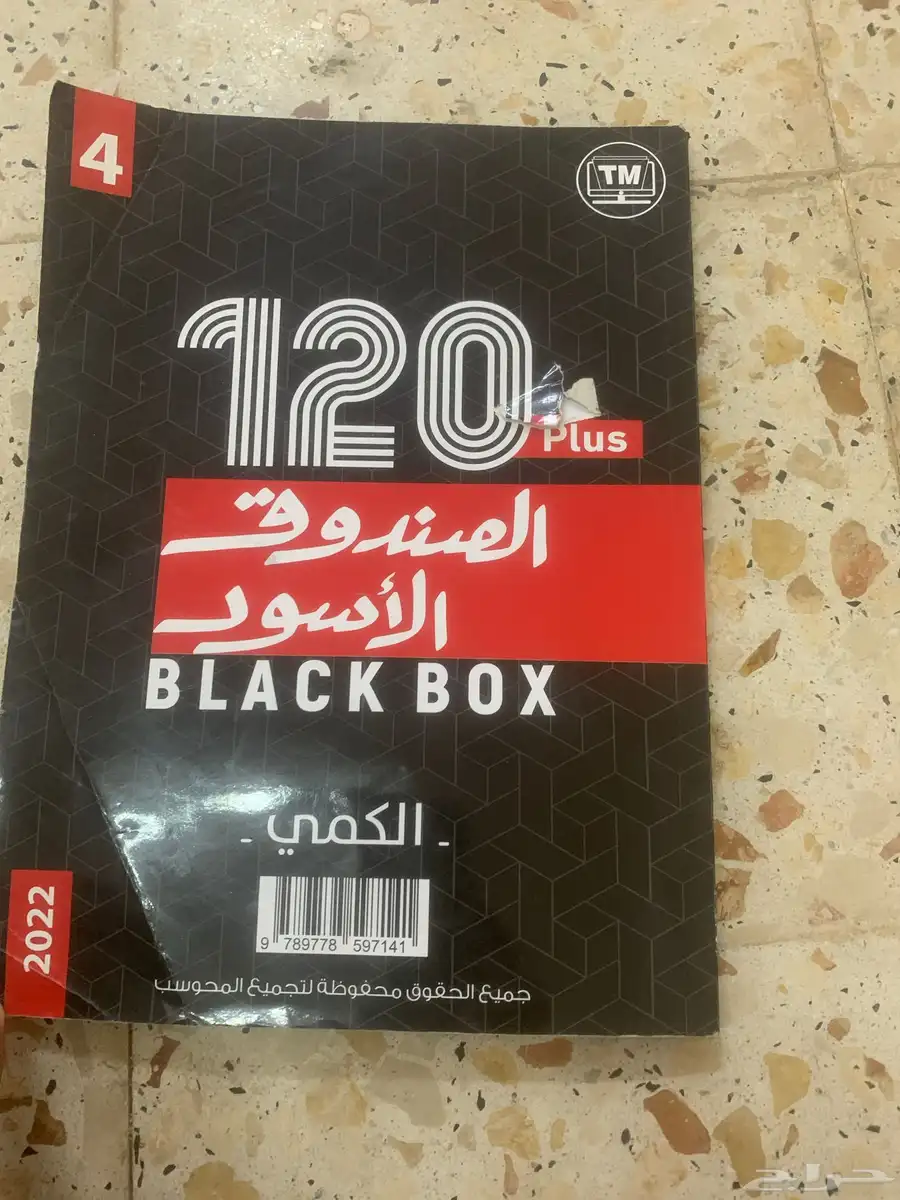 4
TM
120
Plus
الصندوق
الأسود
BLACK BOX
- الكمي -
9 789778 597141
2022
جميع الحقوق محفوظة لتجميع المحوسب
حراج